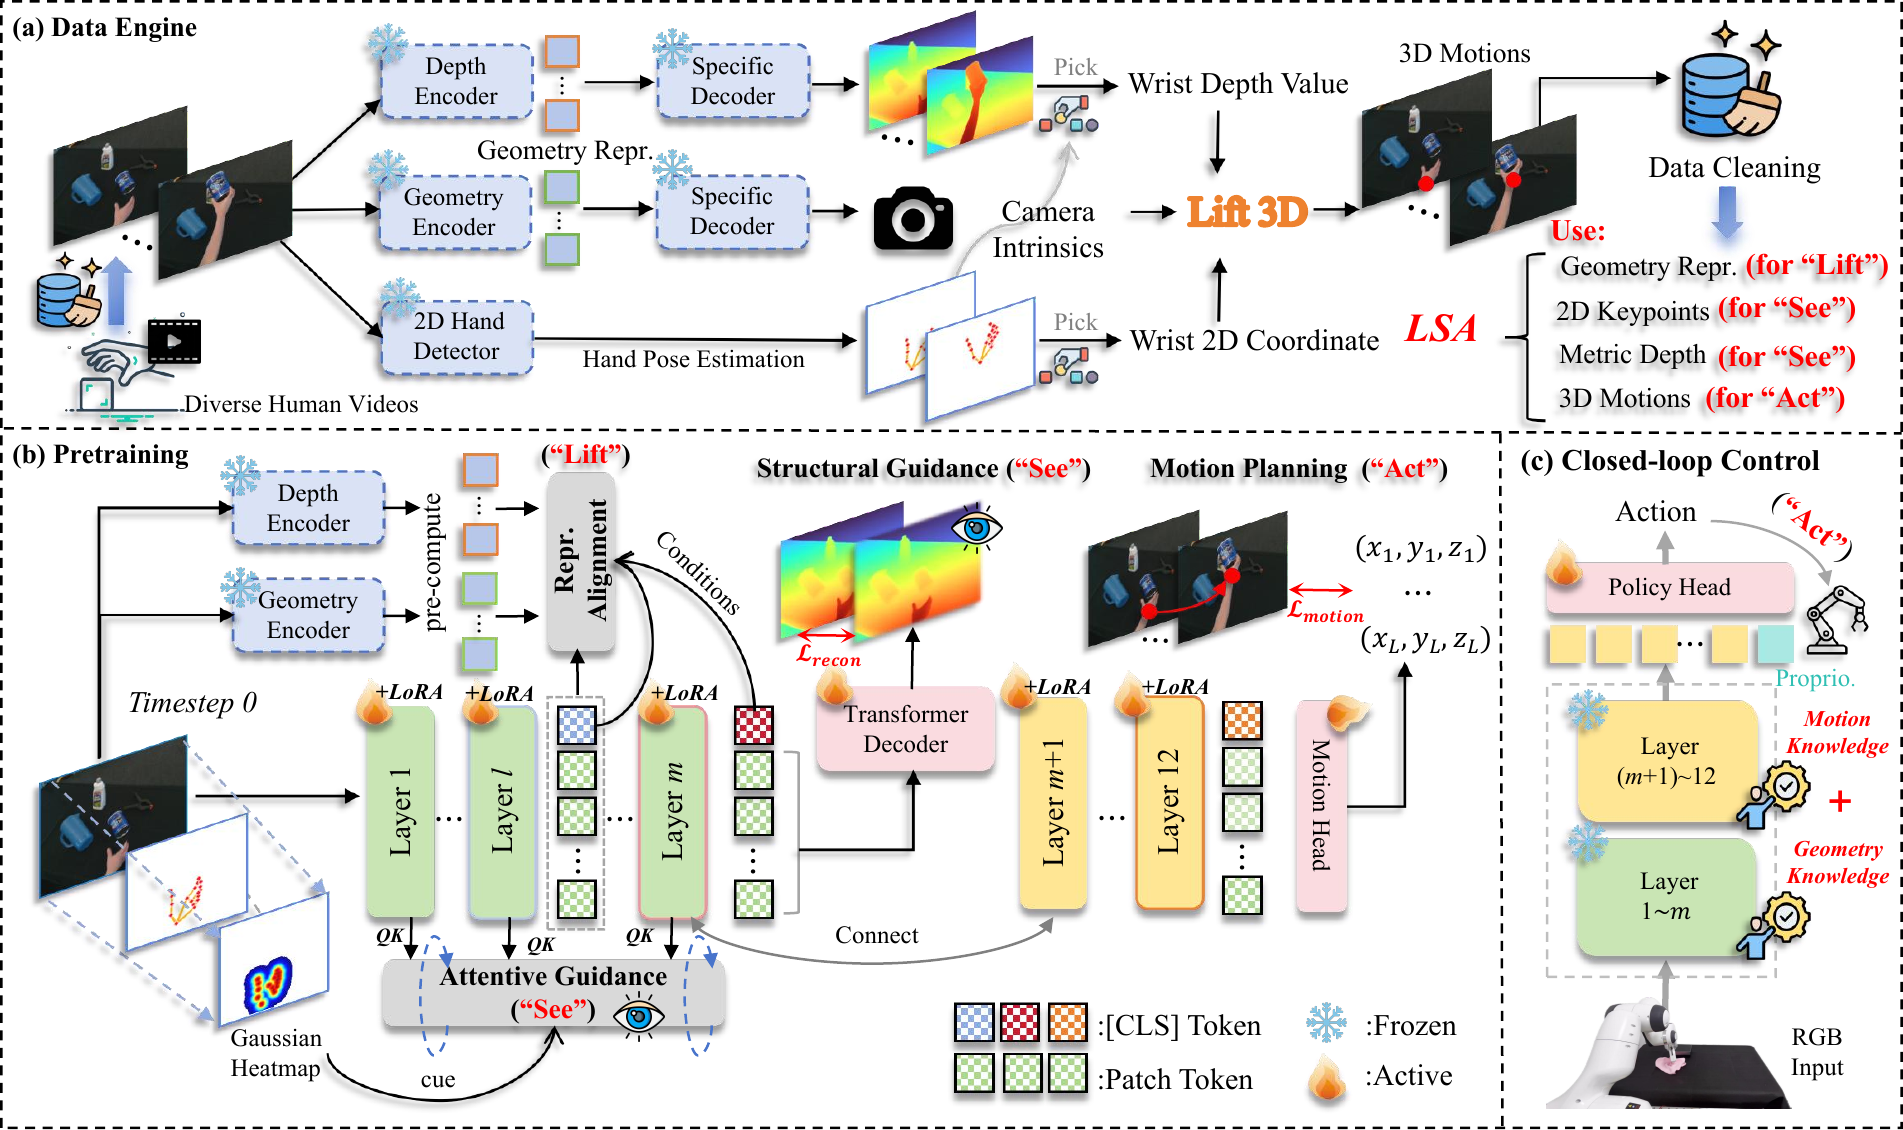 (a) Data Engine
Depth
Encoder
Specific
Decoder
Pick
Wrist Depth Value
3D Motions
Geometry Repr.
Geometry
Encoder
Specific
Decoder
Camera
Intrinsics
Lift 3D
Data Cleaning
2D Hand
Detector
Hand Pose Estimation
Pick
Wrist 2D Coordinate
Diverse Human Videos
LSA
Use:
Geometry Repr. (for “Lift”)
2D Keypoints (for “See”)
Metric Depth (for “See”)
3D Motions (for “Act”)
(b) Pretraining
Depth
Encoder
Geometry
Encoder
pre-compute
(“Lift”)
Repr.
Alignment
Conditions
Structural Guidance (“See”)
ℒrecon
Motion Planning (“Act”)
ℒmotion
(x1, y1, z1)
...
(xL, yL, zL)
Timestep 0
+LoRA
+LoRA
+LoRA
+LoRA
+LoRA
Layer 1
...
Layer l
...
Layer m
Transformer
Decoder
Layer m+1
...
Layer 12
Motion Head
QK
QK
QK
Connect
Attentive Guidance
(“See”)
Gaussian
Heatmap
cue
:[CLS] Token
:Patch Token
:Frozen
:Active
(c) Closed-loop Control
Action
(“Act”)
Policy Head
...
Proprio.
Layer
(m+1)~12
Motion
Knowledge
+
Layer
1~m
Geometry
Knowledge
RGB
Input